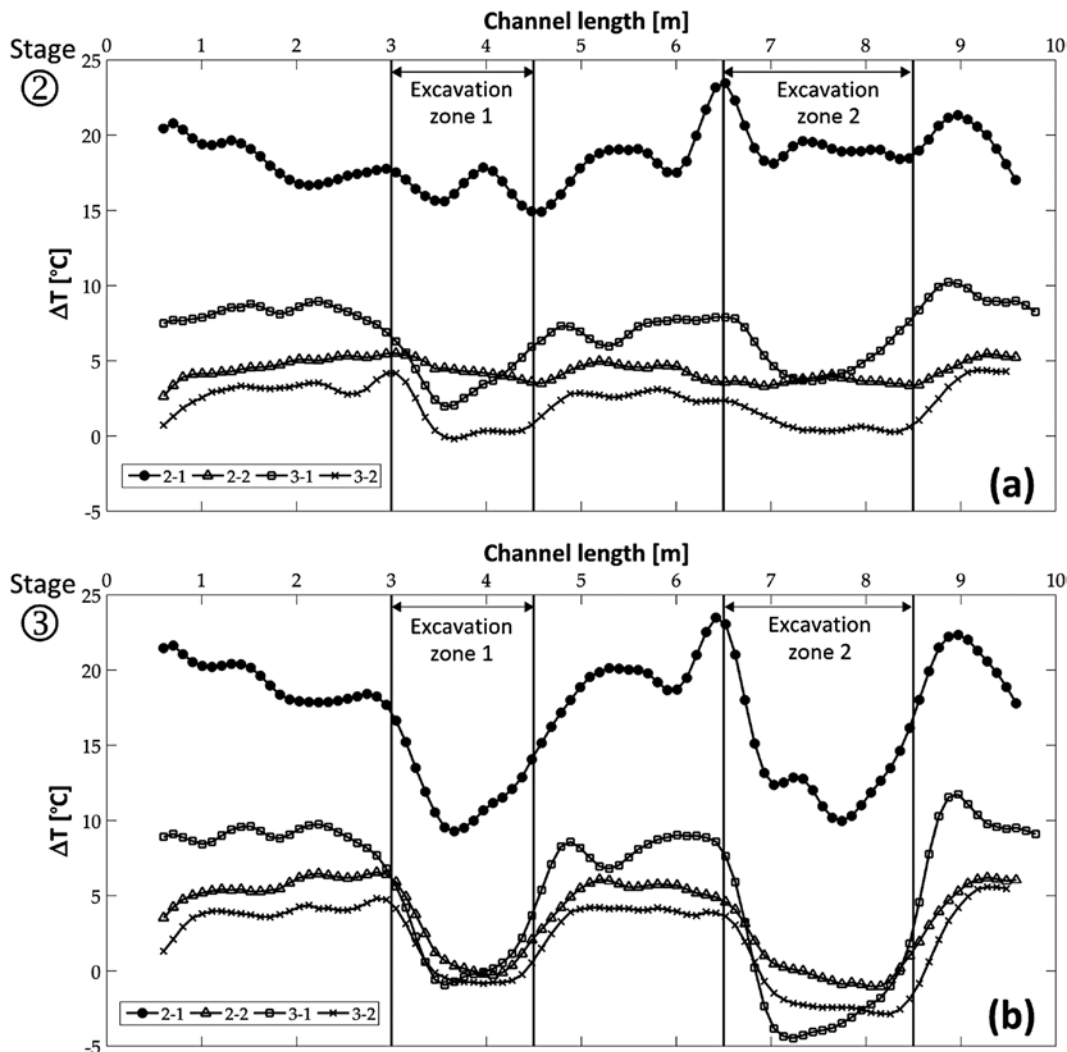 Channel length [m]
Stage
0 1 2 3 4 5 6 7 8 9 10
②
25
Excavation
zone 1
Excavation
zone 2
20
15
10
ΔT [°C]
5
0
2-1 2-2 3-1 3-2
(a)
-5
Channel length [m]
Stage
0 1 2 3 4 5 6 7 8 9 10
③
25
Excavation
zone 1
Excavation
zone 2
20
15
10
ΔT [°C]
5
0
2-1 2-2 3-1 3-2
(b)
-5